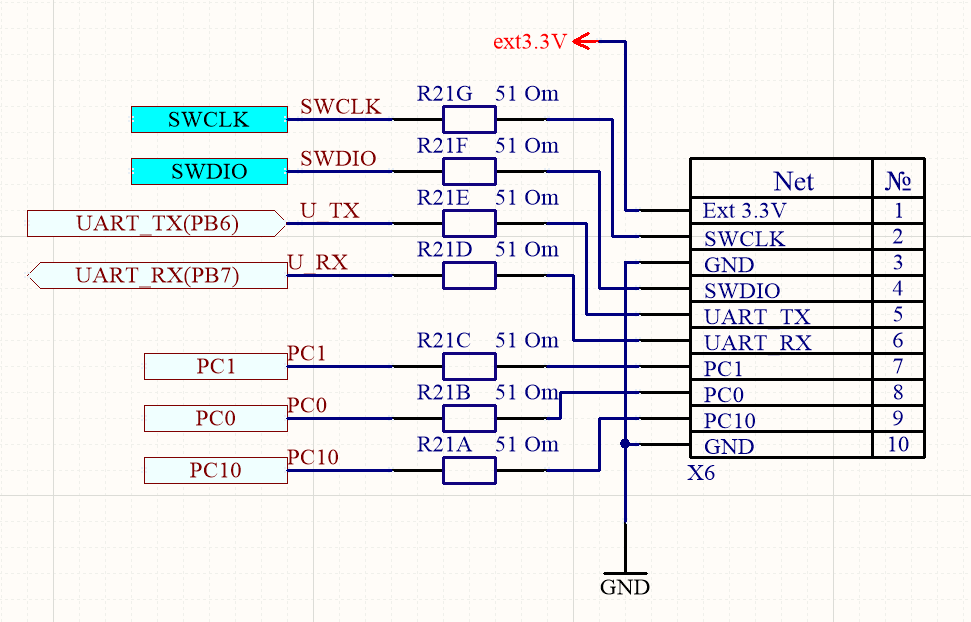 ext3.3V
R21G 51 Om
SWCLK SWCLK
R21F 51 Om
SWDIO SWDIO
R21E 51 Om
UART_TX(PB6) U_TX
R21D 51 Om
UART_RX(PB7) U_RX
R21C 51 Om
PC1 PC1
R21B 51 Om
PC0 PC0
R21A 51 Om
PC10 PC10
Net №
Ext 3.3V 1
SWCLK 2
GND 3
SWDIO 4
UART_TX 5
UART_RX 6
PC1 7
PC0 8
PC10 9
GND 10
X6
GND